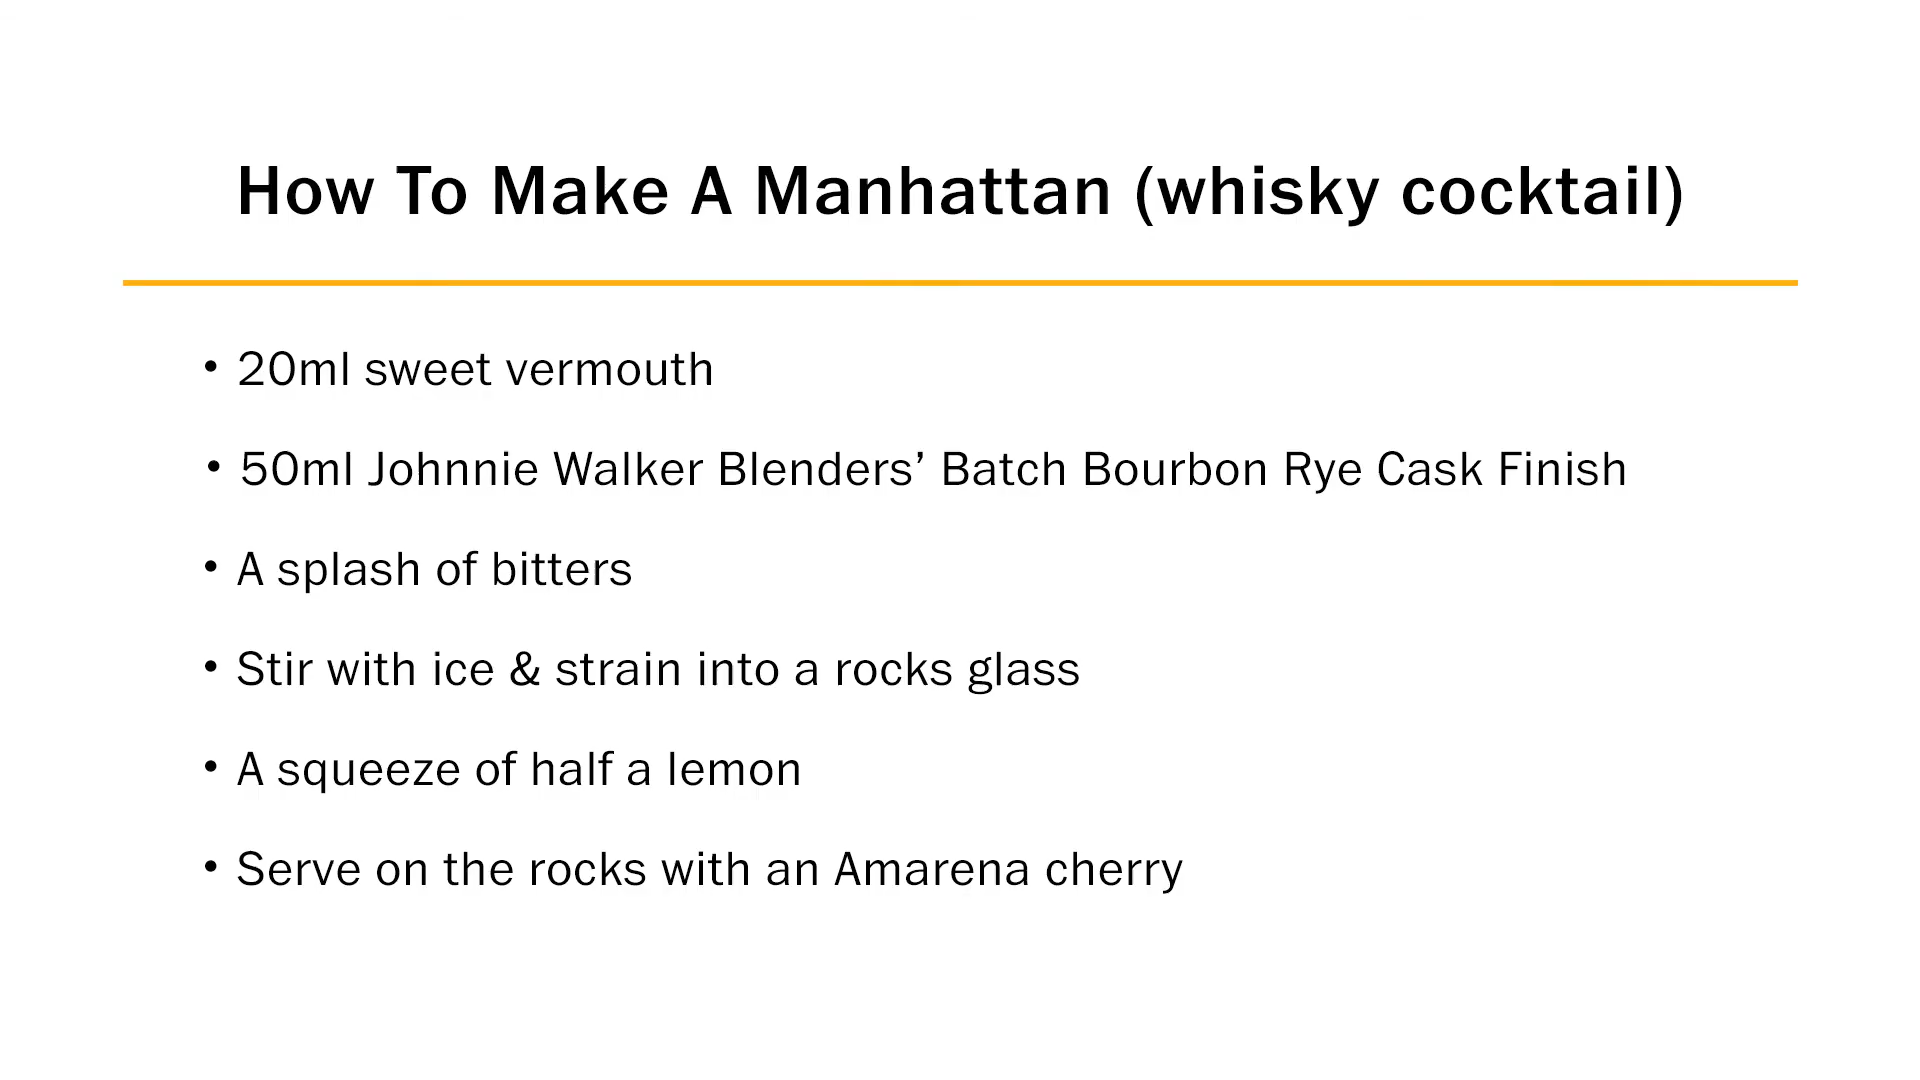 How To Make A Manhattan (whisky cocktail)
• 20ml sweet vermouth
• 50ml Johnnie Walker Blenders’ Batch Bourbon Rye Cask Finish
• A splash of bitters
• Stir with ice & strain into a rocks glass
• A squeeze of half a lemon
• Serve on the rocks with an Amarena cherry